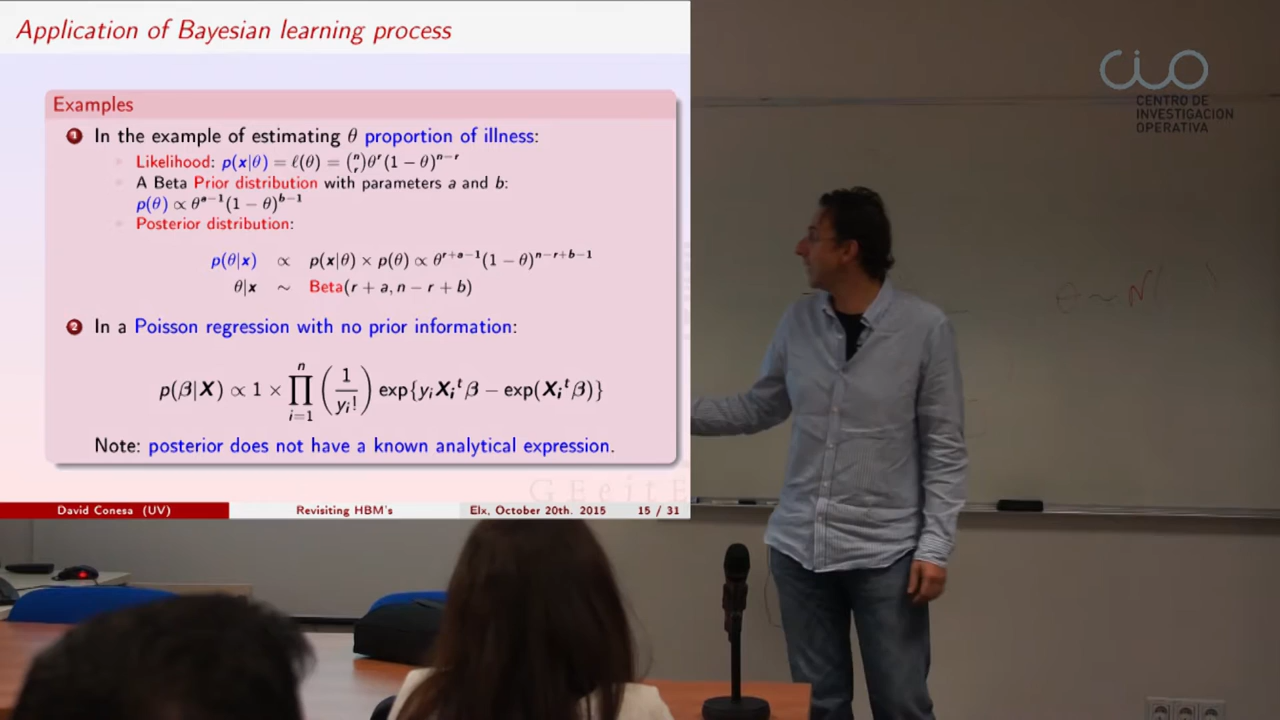 Application of Bayesian learning process
Examples
1 In the example of estimating θ proportion of illness:
Likelihood: p(x|θ) = ℓ(θ) = (n r)θ^r(1 − θ)^{n−r}
A Beta Prior distribution with parameters a and b:
p(θ) ∝ θ^{a−1}(1 − θ)^{b−1}
Posterior distribution:
p(θ|x) ∝ p(x|θ) × p(θ) ∝ θ^{r+a−1}(1 − θ)^{n−r+b−1}
θ|x ∼ Beta(r + a, n − r + b)
2 In a Poisson regression with no prior information:
p(β|X) ∝ 1 × ∏_{i=1}^{n} (1/y_i!) exp{y_i X_i^t β − exp(X_i^t β)}
Note: posterior does not have a known analytical expression.
David Conesa (UV) Revisiting HBM's Elx, October 20th. 2015 15 / 31
CIO
CENTRO DE
INVESTIGACION
OPERATIVA
θ ∼ N(